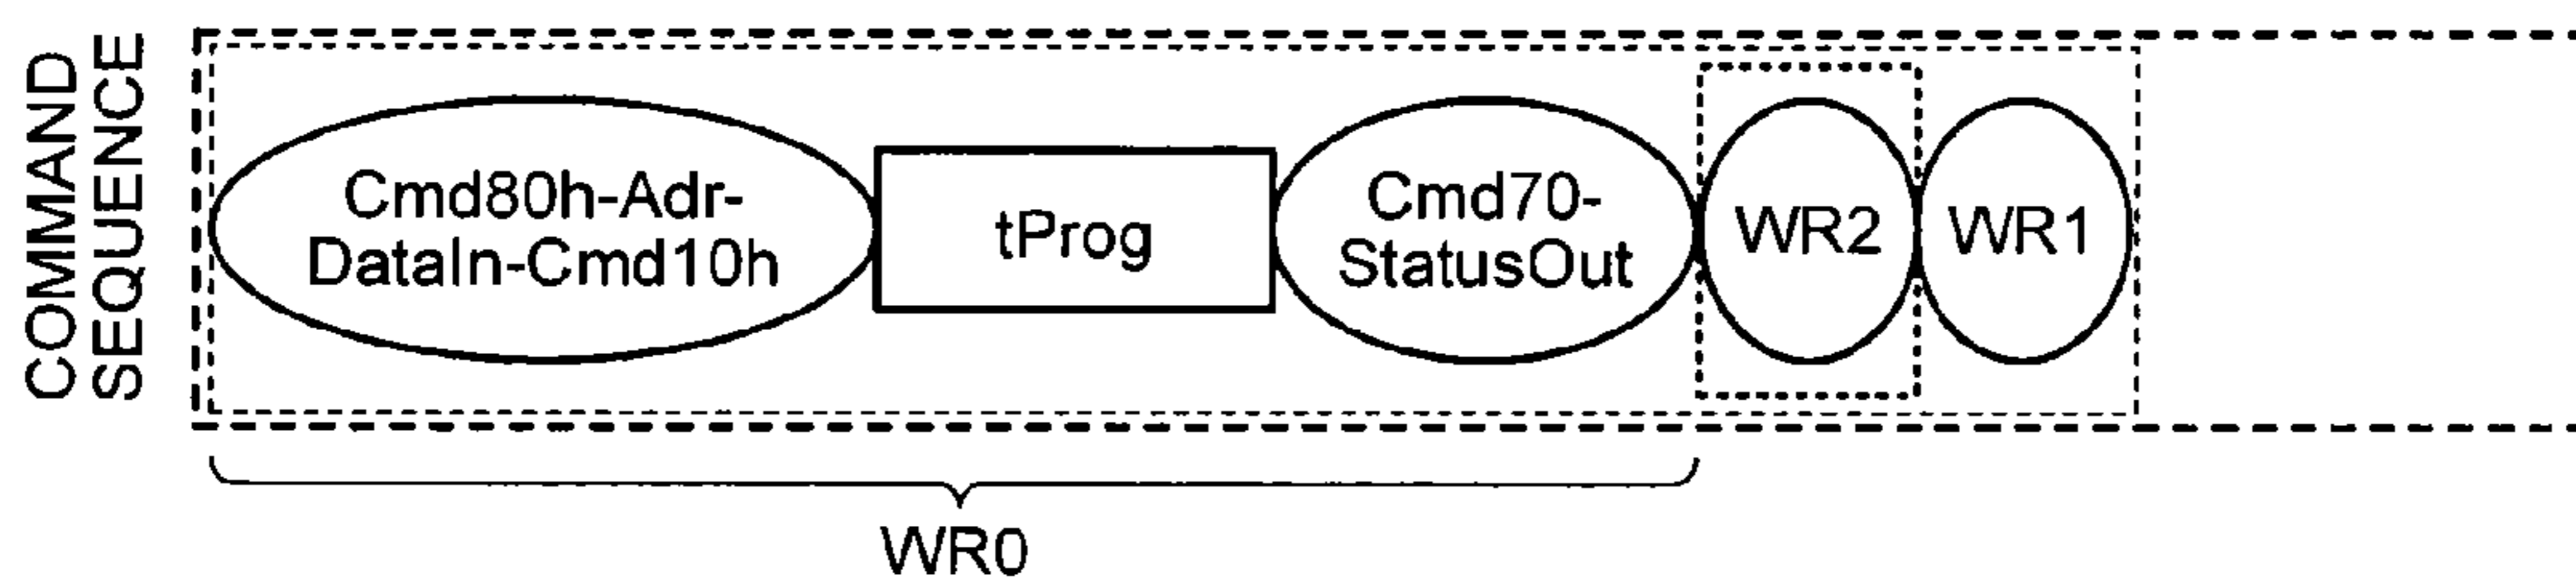 COMMAND
SEQUENCE
Cmd80h-Adr-
DataIn-Cmd10h
tProg
Cmd70-
StatusOut
WR2
WR1
WR0